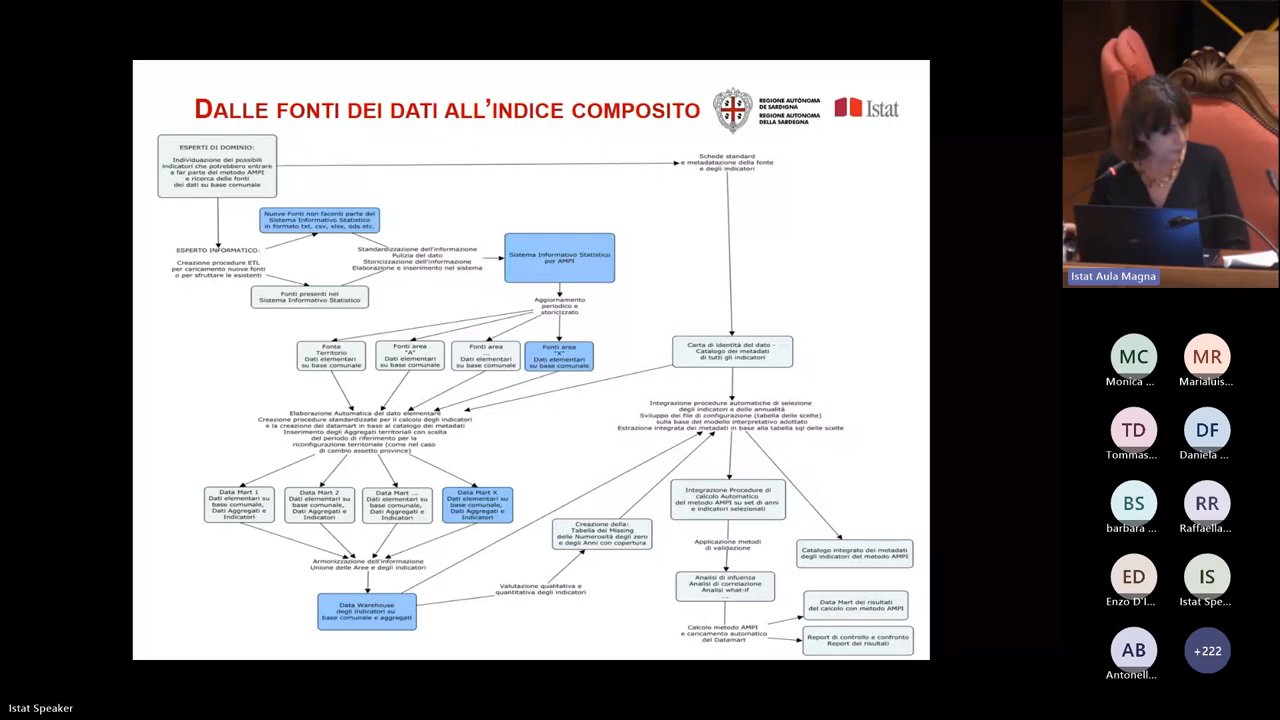 DALLE FONTI DEI DATI ALL'INDICE COMPOSITO
REGIONE AUTÒNOMA
DE SARDIGNA
REGIONE AUTONOMA
DELLA SARDEGNA
Istat
ESPERTI DI DOMINIO:
Individuazione dei possibili
indicatori che potrebbero entrare
a far parte del metodo AMPI
e ricerca delle fonti
dei dati su base comunale
Schede standard
e metadatazione della fonte
e degli indicatori
Nuove Fonti non facenti parte del
Sistema Informativo Statistico
in formato txt, csv, xlsx, ods etc.
ESPERTO INFORMATICO:
Creazione procedure ETL
per caricamento nuove fonti
o per sfruttare le esistenti
Standardizzazione dell'informazione
Pulizia del dato
Storicizzazione dell'informazione
Elaborazione e inserimento nel sistema
Sistema Informativo Statistico
per AMPI
Fonti presenti nel
Sistema Informativo Statistico
Aggiornamento
periodico e
storicizzato
Fonte
Territorio
Dati elementari
su base comunale
Fonti area
"A"
Dati elementari
su base comunale
Fonti area
...
Dati elementari
su base comunale
Fonti area
"X"
Dati elementari
su base comunale
Carta di identità del dato -
Catalogo dei metadati
di tutti gli indicatori
Elaborazione Automatica del dato elementare
Creazione procedure standardizzate per il calcolo degli indicatori
e la creazione dei datamart in base al catalogo dei metadati
Inserimento degli Aggregati territoriali con scelta
del periodo di riferimento per la
riconfigurazione territoriale (come nel caso
di cambio assetto province)
Integrazione procedure automatiche di selezione
degli indicatori e delle annualità
Sviluppo dei file di configurazione (tabella delle scelte)
sulla base del modello interpretativo adottato
Estrazione integrata dei metadati in base alla tabella sql delle scelte
Data Mart 1
Dati elementari su
base comunale,
Dati Aggregati e
Indicatori
Data Mart 2
Dati elementari su
base comunale,
Dati Aggregati e
Indicatori
Data Mart ...
Dati elementari su
base comunale,
Dati Aggregati e
Indicatori
Data Mart X
Dati elementari su
base comunale,
Dati Aggregati e
Indicatori
Integrazione Procedure di
calcolo Automatico
del metodo AMPI su set di anni
e indicatori selezionati
Creazione della:
Tabella dei Missing
delle Numerosità degli zero
e degli Anni con copertura
Applicazione metodi
di validazione
Catalogo integrato dei metadati
degli indicatori del metodo AMPI
Armonizzazione dell'informazione
Unione delle Aree e degli indicatori
Valutazione qualitativa e
quantitativa degli indicatori
Analisi di infuenza
Analisi di correlazione
Analisi what-if
...
Data Warehouse
degli indicatori su
base comunale e aggregati
Data Mart dei risultati
del calcolo con metodo AMPI
Calcolo metodo AMPI
e caricamento automatico
del Datamart
Report di controllo e confronto
Report dei risultati
Istat Aula Magna
MC
Monica ...
MR
Marialuis...
TD
Tommas...
DF
Daniela ...
BS
barbara ...
RR
Raffaella...
ED
Enzo D'I...
IS
Istat Spe...
AB
Antonell...
+222
Istat Speaker